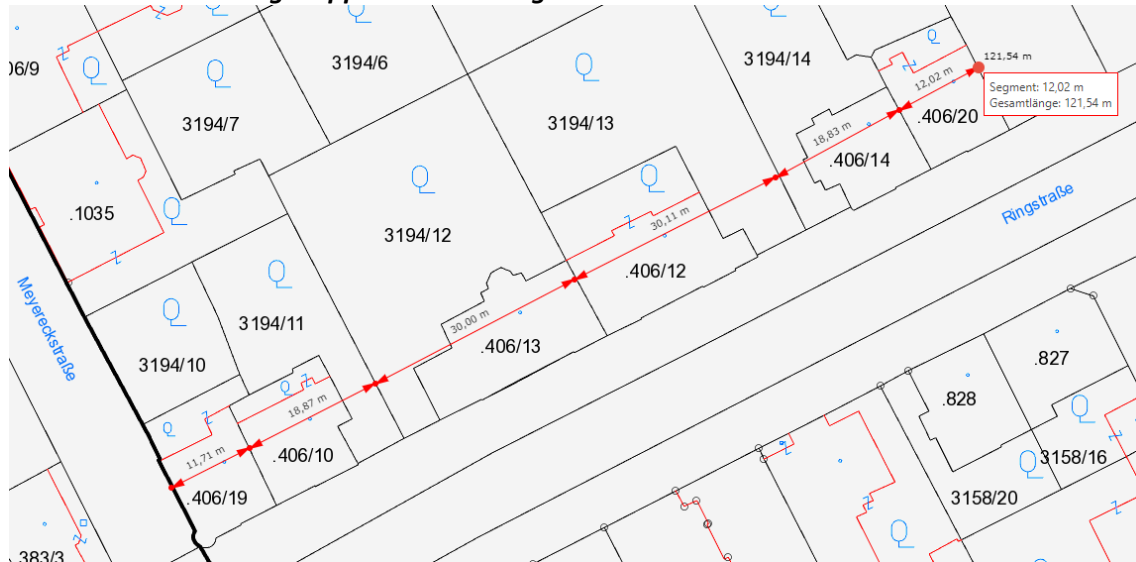 06/9
3194/7
3194/6
3194/14
3194/13
121,54 m
Segment: 12,02 m
Gesamtlänge: 121,54 m
12,02 m
.406/20
18,83 m
.406/14
.1035
3194/12
30,11 m
.406/12
Ringstraße
Meyereckstraße
3194/11
3194/10
30,00 m
.406/13
18,87 m
.406/10
11,71 m
.406/19
.827
.828
3158/16
3158/20
.383/3